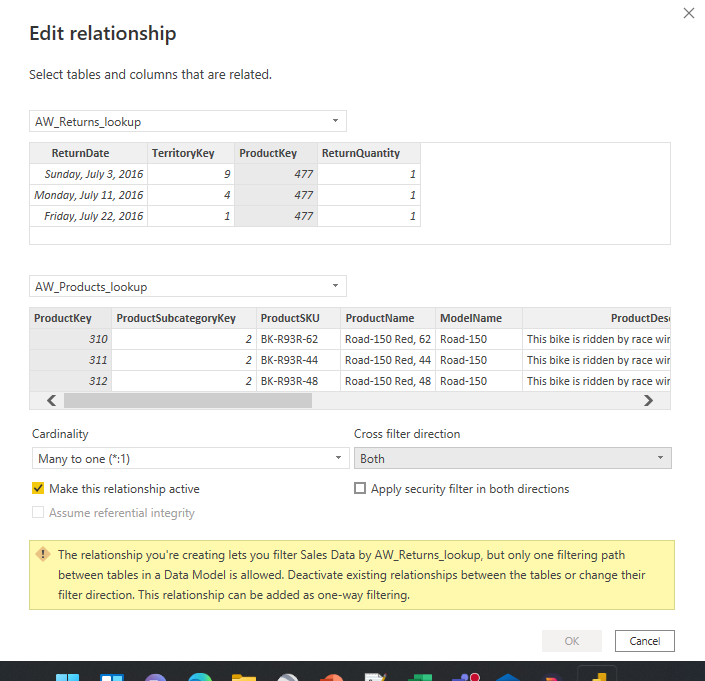 Edit relationship
Select tables and columns that are related.
AW_Returns_lookup
ReturnDate TerritoryKey ProductKey ReturnQuantity
Sunday, July 3, 2016 9 477 1
Monday, July 11, 2016 4 477 1
Friday, July 22, 2016 1 477 1
AW_Products_lookup
ProductKey ProductSubcategoryKey ProductSKU ProductName ModelName ProductDes
310 2 BK-R93R-62 Road-150 Red, 62 Road-150 This bike is ridden by race wir
311 2 BK-R93R-44 Road-150 Red, 44 Road-150 This bike is ridden by race wir
312 2 BK-R93R-48 Road-150 Red, 48 Road-150 This bike is ridden by race wir
Cardinality Cross filter direction
Many to one (*:1) Both
Make this relationship active Apply security filter in both directions
Assume referential integrity
The relationship you're creating lets you filter Sales Data by AW_Returns_lookup, but only one filtering path
between tables in a Data Model is allowed. Deactivate existing relationships between the tables or change their
filter direction. This relationship can be added as one-way filtering.
OK Cancel